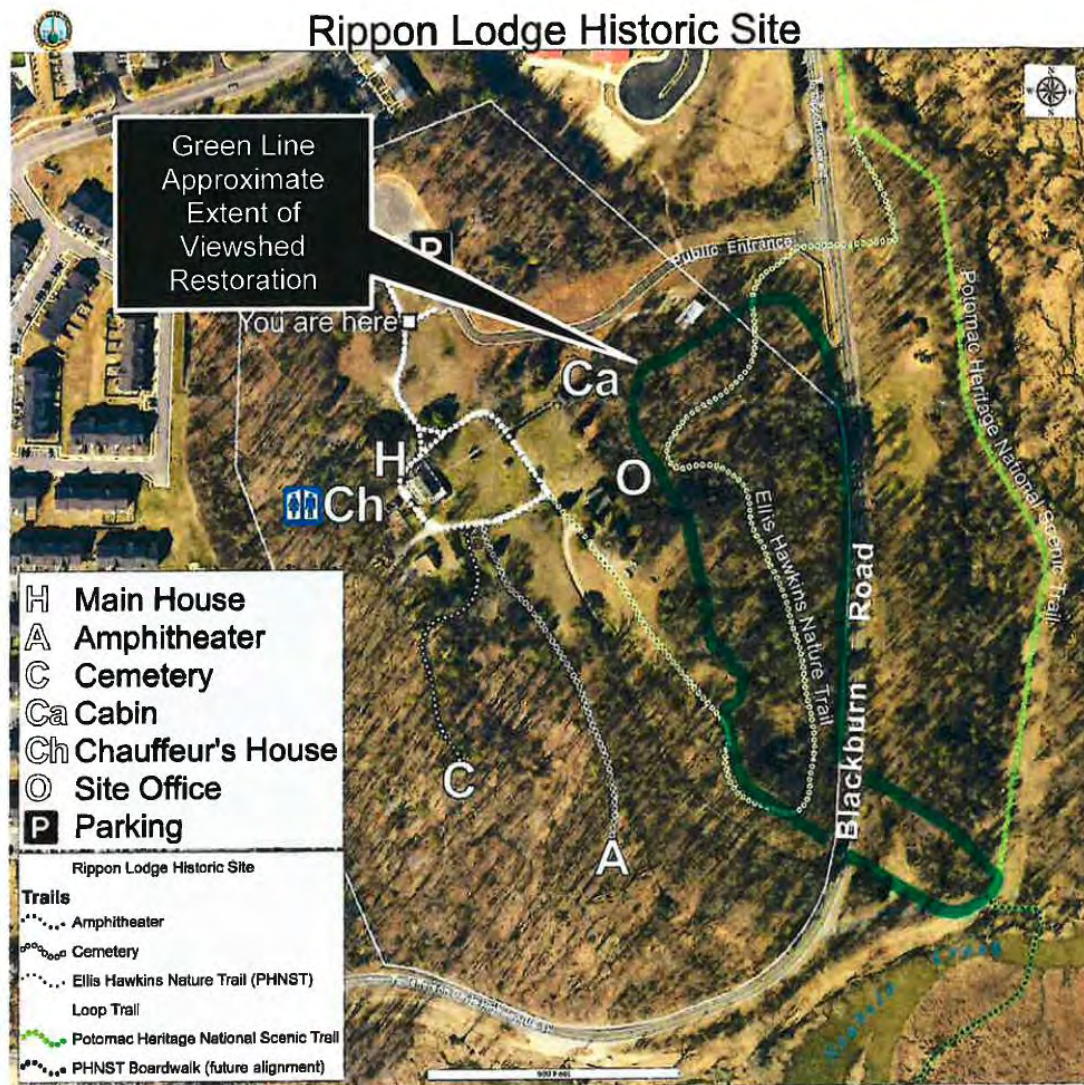 Rippon Lodge Historic Site
Green Line
Approximate
Extent of
Viewshed
Restoration
P
Public Entrance
You are here
Ca
H
Ch
O
Ellis Hawkins Nature Trail
Blackburn Road
Potomac Heritage National Scenic Trail
C
A
H Main House
A Amphitheater
C Cemetery
Ca Cabin
Ch Chauffeur's House
O Site Office
P Parking
Rippon Lodge Historic Site
Trails
Amphitheater
Cemetery
Ellis Hawkins Nature Trail (PHNST)
Loop Trail
Potomac Heritage National Scenic Trail
PHNST Boardwalk (future alignment)
Creek